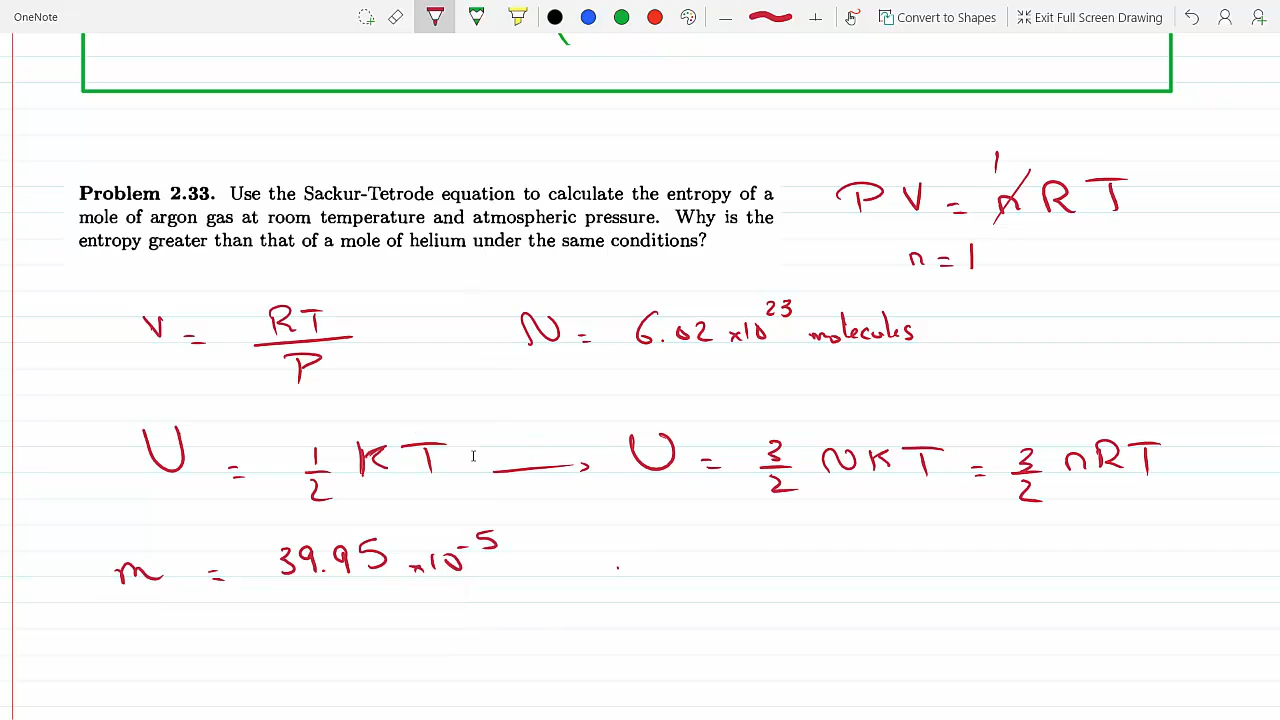 OneNote
Convert to Shapes
Exit Full Screen Drawing
Problem 2.33. Use the Sackur-Tetrode equation to calculate the entropy of a
mole of argon gas at room temperature and atmospheric pressure. Why is the
entropy greater than that of a mole of helium under the same conditions?
1
PV = nRT
n = 1
V = RT/P
N = 6.02 ×10^23 molecules
U = 1/2 KT → U = 3/2 NKT = 3/2 nRT
m = 39.95 ×10^-5